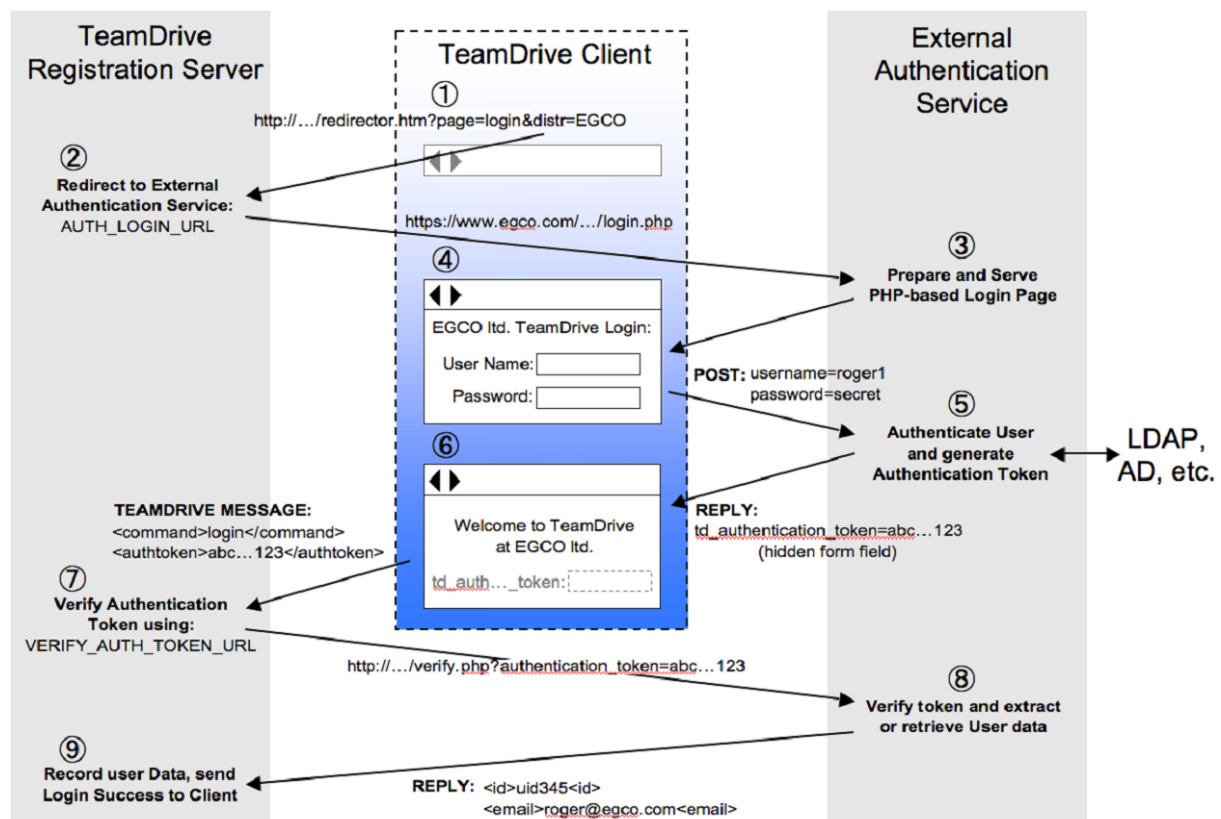 TeamDrive
Registration Server
TeamDrive Client
External
Authentication
Service
①
http://…/redirector.htm?page=login&distr=EGCO
②
Redirect to External
Authentication Service:
AUTH_LOGIN_URL
https://www.egco.com/…/login.php
③
Prepare and Serve
PHP-based Login Page
④
EGCO ltd. TeamDrive Login:
User Name:
Password:
POST: username=roger1
password=secret
⑤
Authenticate User
and generate
Authentication Token
LDAP,
AD, etc.
⑥
Welcome to TeamDrive
at EGCO ltd.
td_auth…_token:
REPLY:
td_authentication_token=abc…123
(hidden form field)
TEAMDRIVE MESSAGE:
<command>login</command>
<authtoken>abc…123</authtoken>
⑦
Verify Authentication
Token using:
VERIFY_AUTH_TOKEN_URL
http://…/verify.php?authentication_token=abc…123
⑧
Verify token and extract
or retrieve User data
⑨
Record user Data, send
Login Success to Client
REPLY: <id>uid345<id>
<email>roger@egco.com<email>